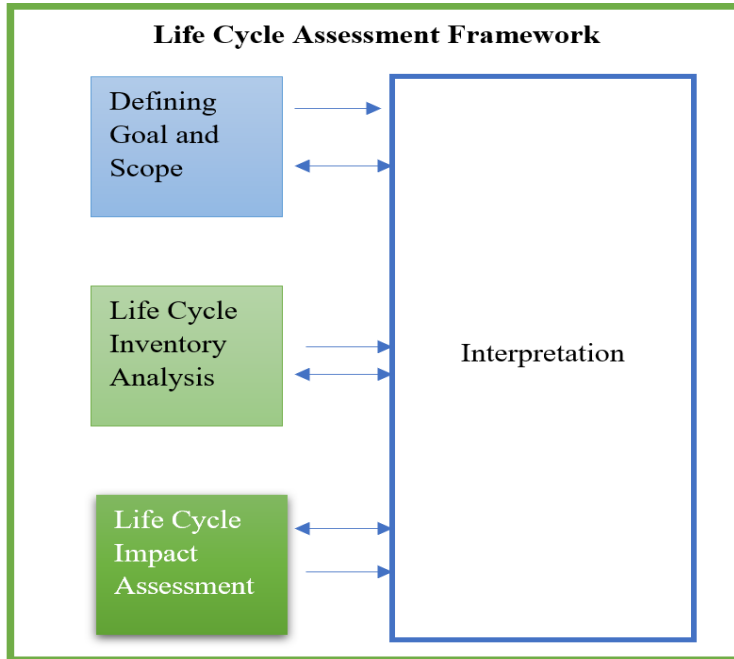 Life Cycle Assessment Framework
Defining
Goal and
Scope
Life Cycle
Inventory
Analysis
Interpretation
Life Cycle
Impact
Assessment